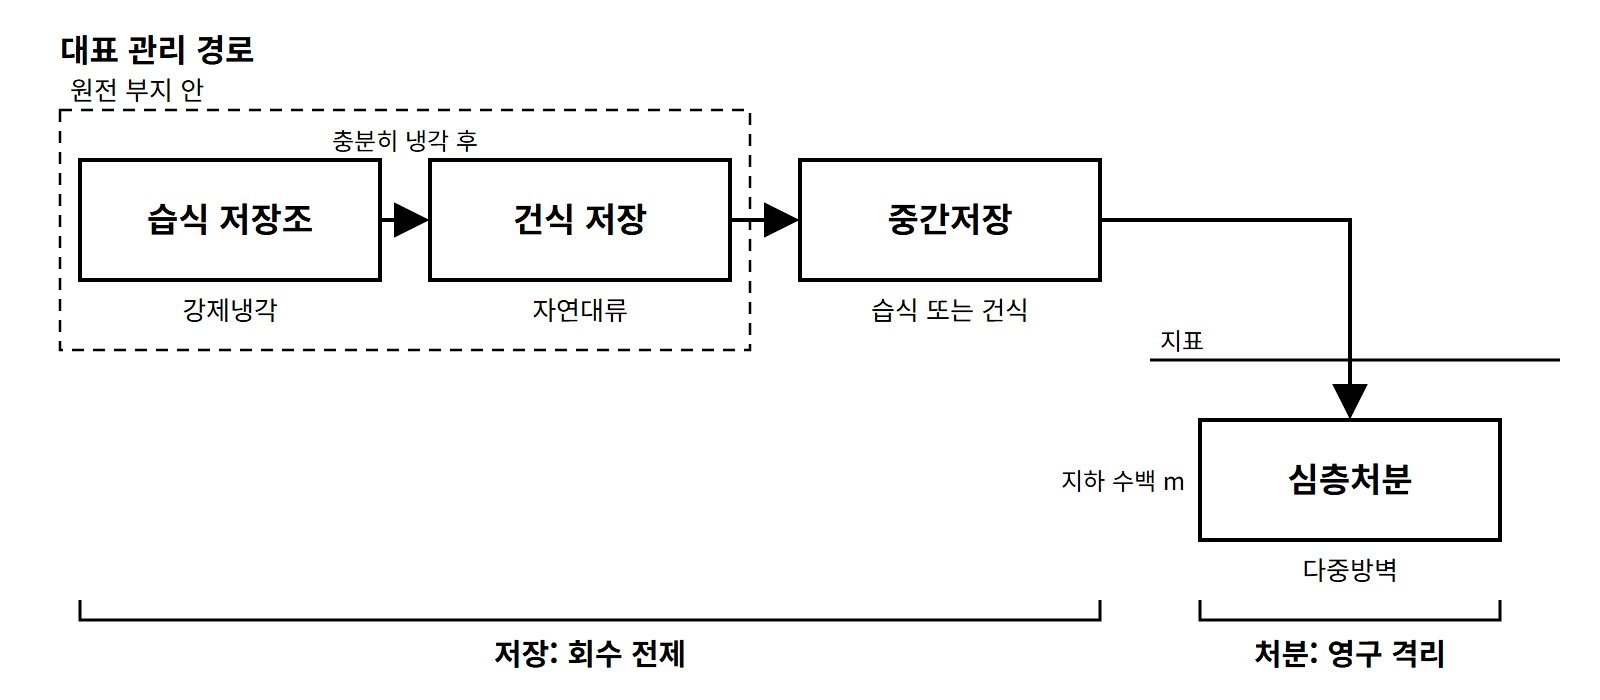 대표 관리 경로
원전 부지 안
충분히 냉각 후
습식 저장조
건식 저장
중간저장
강제냉각
자연대류
습식 또는 건식
지표
지하 수백 m
심층처분
다중방벽
저장: 회수 전제
처분: 영구 격리